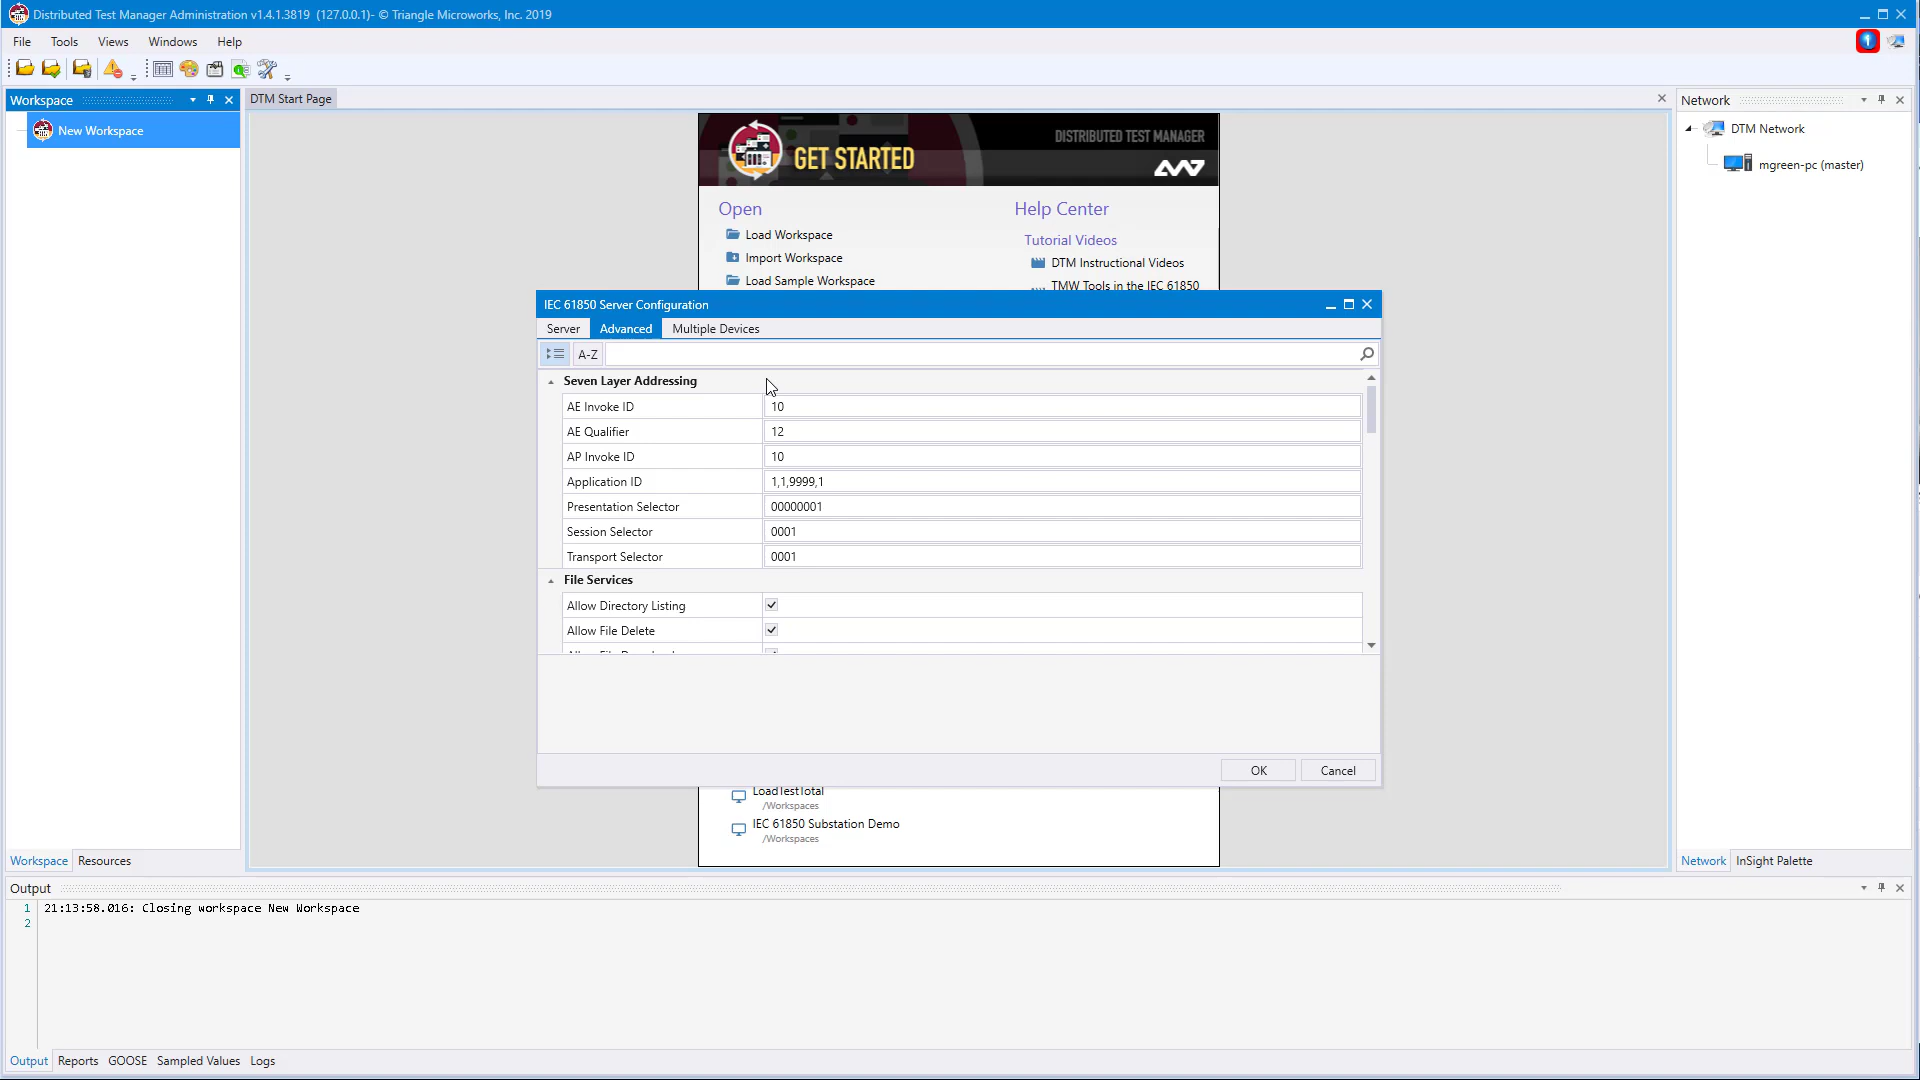 Distributed Test Manager Administration v1.4.1.3819 (127.0.0.1)- © Triangle Microworks, Inc. 2019
File Tools Views Windows Help
Workspace
New Workspace
DTM Start Page
GET STARTED
DISTRIBUTED TEST MANAGER
Open
Load Workspace
Import Workspace
Load Sample Workspace
Help Center
Tutorial Videos
DTM Instructional Videos
TMW Tools in the IEC 61850
IEC 61850 Server Configuration
Server Advanced Multiple Devices
A-Z
Seven Layer Addressing
AE Invoke ID 10
AE Qualifier 12
AP Invoke ID 10
Application ID 1,1,9999,1
Presentation Selector 00000001
Session Selector 0001
Transport Selector 0001
File Services
Allow Directory Listing
Allow File Delete
OK Cancel
LoadTestTotal
/Workspaces
IEC 61850 Substation Demo
/Workspaces
Network
DTM Network
mgreen-pc (master)
Workspace Resources
Network InSight Palette
Output
1 21:13:58.016: Closing workspace New Workspace
2
Output Reports GOOSE Sampled Values Logs